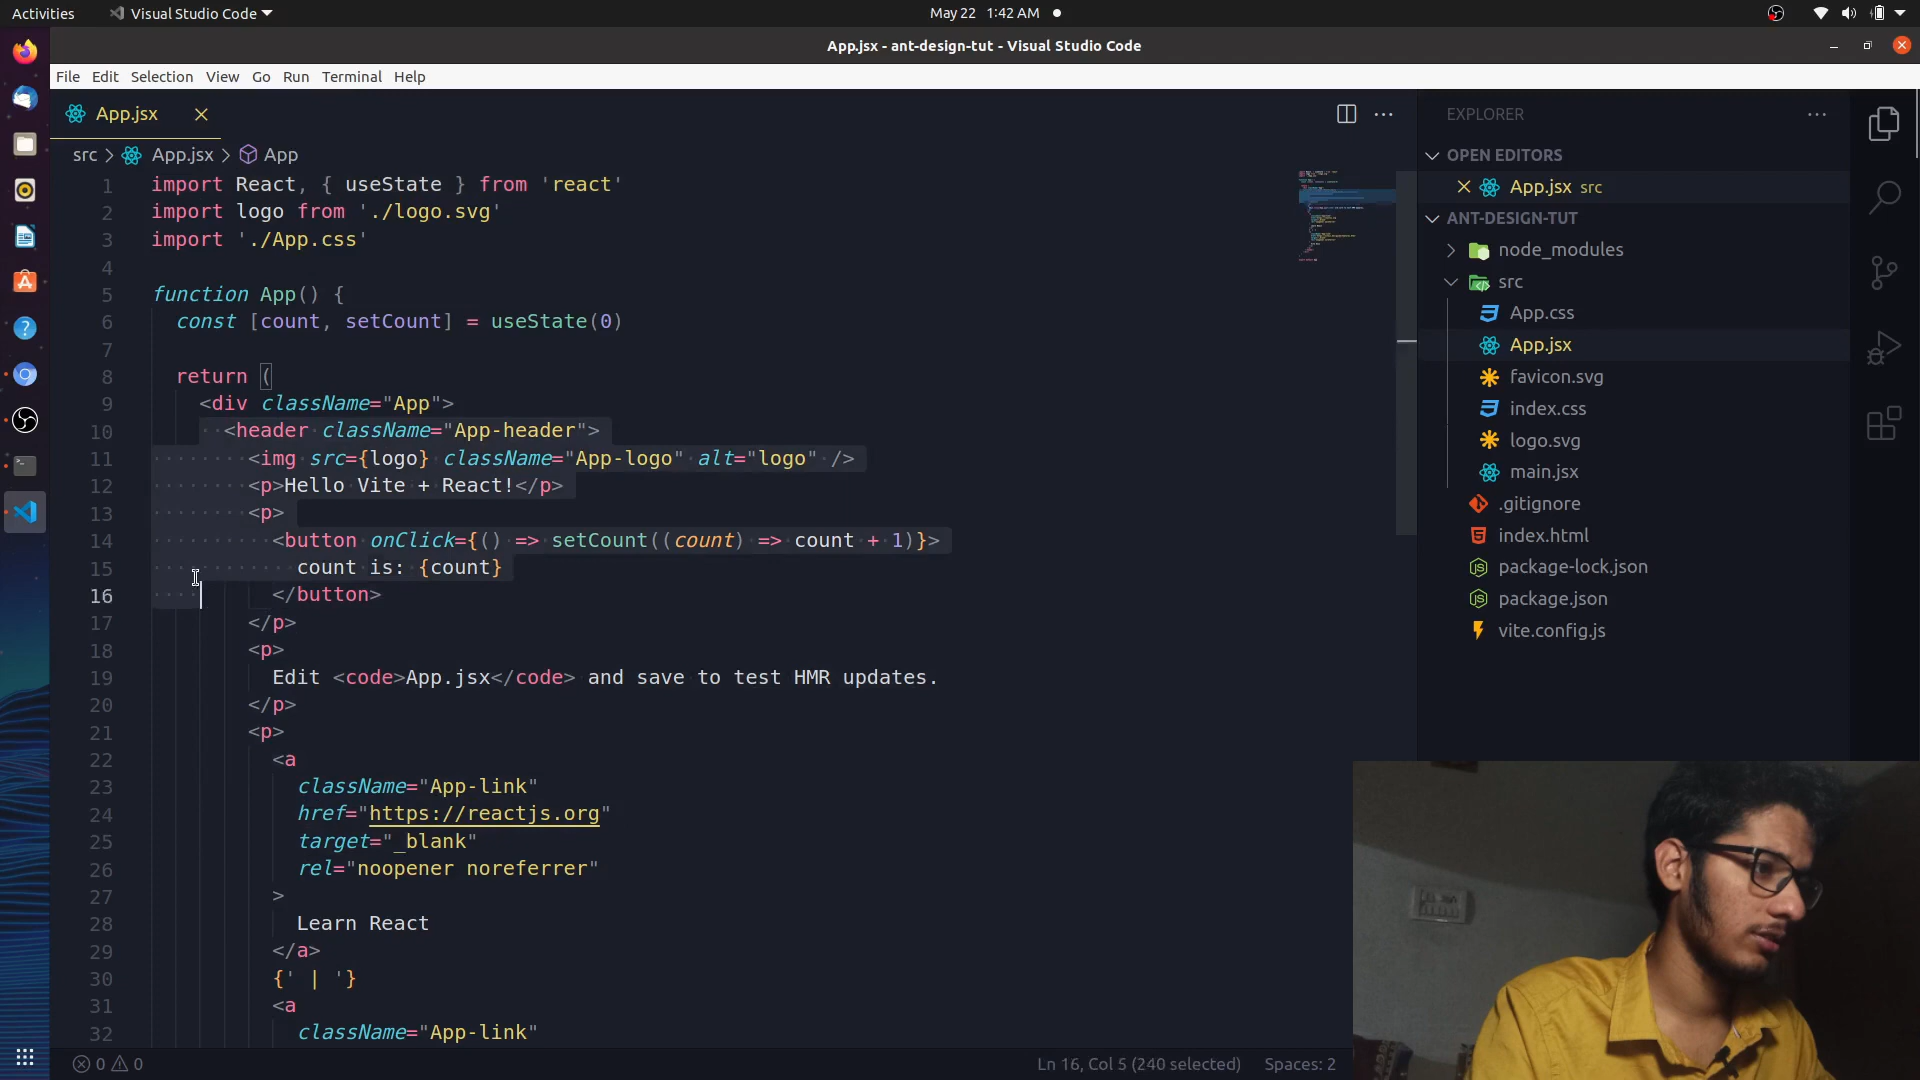 Activities
Visual Studio Code
May 22 1:42 AM
App.jsx - ant-design-tut - Visual Studio Code
File Edit Selection View Go Run Terminal Help
App.jsx
src > App.jsx > App
1 import React, { useState } from 'react'
2 import logo from './logo.svg'
3 import './App.css'
4
5 function App() {
6 const [count, setCount] = useState(0)
7
8 return (
9 <div className="App">
10 <header className="App-header">
11 <img src={logo} className="App-logo" alt="logo" />
12 <p>Hello Vite + React!</p>
13 <p>
14 <button onClick={() => setCount((count) => count + 1)}>
15 count is: {count}
16 </button>
17 </p>
18 <p>
19 Edit <code>App.jsx</code> and save to test HMR updates.
20 </p>
21 <p>
22 <a
23 className="App-link"
24 href="https://reactjs.org"
25 target="_blank"
26 rel="noopener noreferrer"
27 >
28 Learn React
29 </a>
30 {' | '}
31 <a
32 className="App-link"
EXPLORER
OPEN EDITORS
App.jsx src
ANT-DESIGN-TUT
node_modules
src
App.css
App.jsx
favicon.svg
index.css
logo.svg
main.jsx
.gitignore
index.html
package-lock.json
package.json
vite.config.js
0 0
Ln 16, Col 5 (240 selected)
Spaces: 2